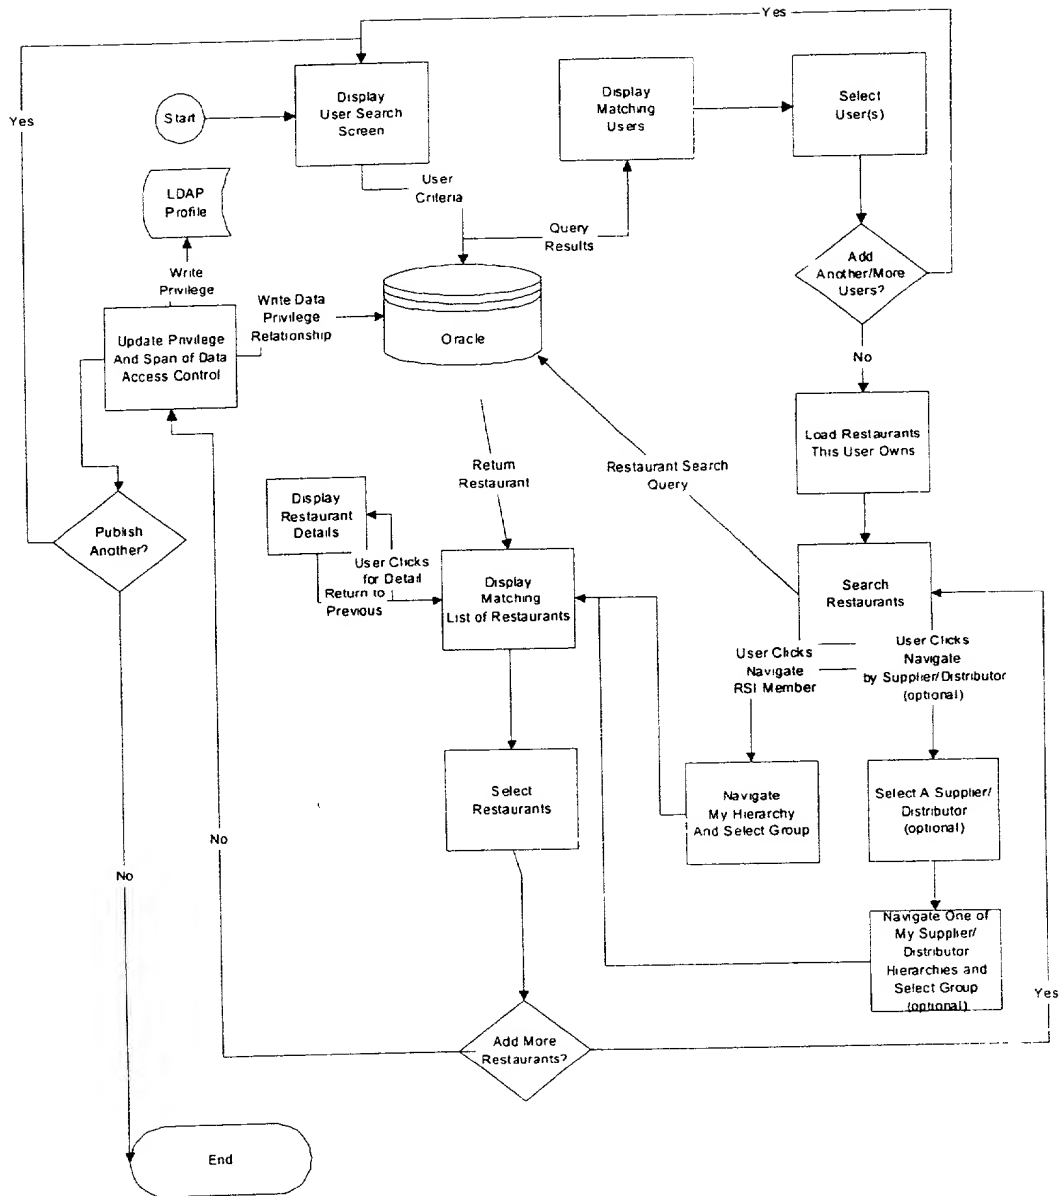 Yes
Yes
Start
Display
User Search
Screen
Display
Matching
Users
Select
User(s)
LDAP
Profile
User
Criteria
Query
Results
Add
Another/More
Users?
Write
Privilege
Write Data
Privilege
Relationship
Oracle
Update Privilege
And Span of Data
Access Control
No
Load Restaurants
This User Owns
Return
Restaurant
Restaurant Search
Query
Display
Restaurant
Details
Publish
Another?
User Clicks
for Detail
Return to
Previous
Display
Matching
List of Restaurants
Search
Restaurants
User Clicks
Navigate
RSI Member
User Clicks
Navigate
by Supplier/Distributor
(optional)
Select
Restaurants
Navigate
My Hierarchy
And Select Group
Select A Supplier/
Distributor
(optional)
No
No
Navigate One of
My Supplier/
Distributor
Hierarchies and
Select Group
(optional)
Yes
Add More
Restaurants?
End